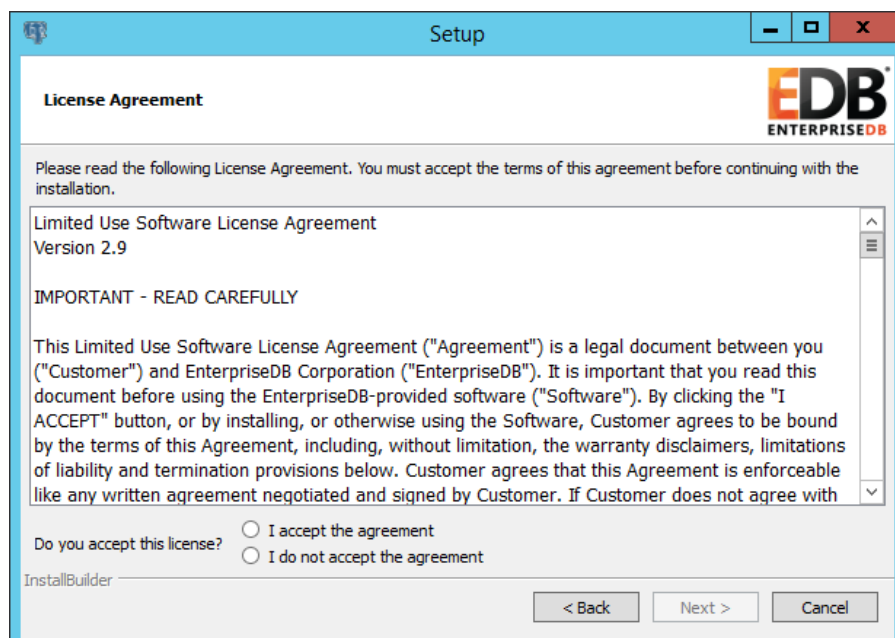 Setup
License Agreement
EDB
ENTERPRISEDB
Please read the following License Agreement. You must accept the terms of this agreement before continuing with the
installation.
Limited Use Software License Agreement
Version 2.9
IMPORTANT - READ CAREFULLY
This Limited Use Software License Agreement ("Agreement") is a legal document between you
("Customer") and EnterpriseDB Corporation ("EnterpriseDB"). It is important that you read this
document before using the EnterpriseDB-provided software ("Software"). By clicking the "I
ACCEPT" button, or by installing, or otherwise using the Software, Customer agrees to be bound
by the terms of this Agreement, including, without limitation, the warranty disclaimers, limitations
of liability and termination provisions below. Customer agrees that this Agreement is enforceable
like any written agreement negotiated and signed by Customer. If Customer does not agree with
Do you accept this license?
I accept the agreement
I do not accept the agreement
InstallBuilder
< Back
Next >
Cancel